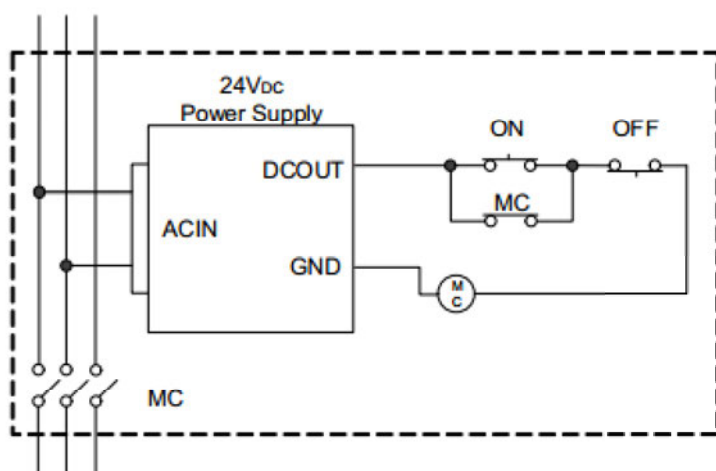 24VDC
Power Supply
ON
OFF
DCOUT
MC
ACIN
GND
M
C
MC